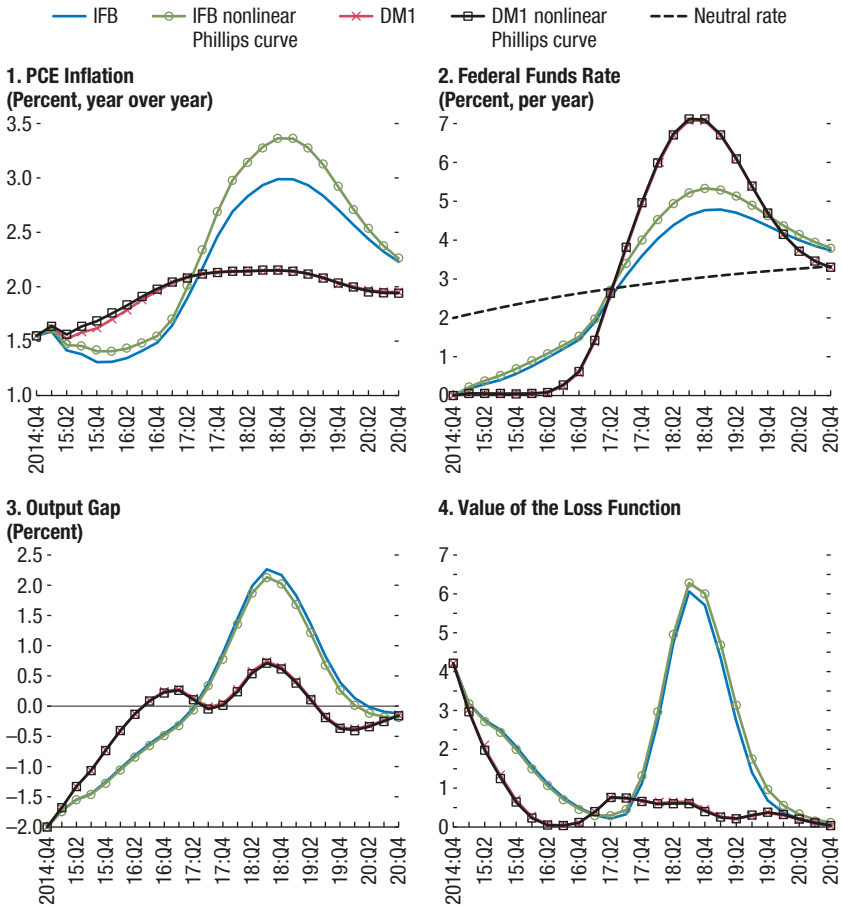 IFB
IFB nonlinear Phillips curve
DM1
DM1 nonlinear Phillips curve
Neutral rate
1. PCE Inflation
(Percent, year over year)
3.5
3.0
2.5
2.0
1.5
1.0
2014:Q4
15:Q2
15:Q4
16:Q2
16:Q4
17:Q2
17:Q4
18:Q2
18:Q4
19:Q2
19:Q4
20:Q2
20:Q4
2. Federal Funds Rate
(Percent, per year)
7
6
5
4
3
2
1
0
2014:Q4
15:Q2
15:Q4
16:Q2
16:Q4
17:Q2
17:Q4
18:Q2
18:Q4
19:Q2
19:Q4
20:Q2
20:Q4
3. Output Gap
(Percent)
2.5
2.0
1.5
1.0
0.5
0.0
–0.5
–1.0
–1.5
–2.0
2014:Q4
15:Q2
15:Q4
16:Q2
16:Q4
17:Q2
17:Q4
18:Q2
18:Q4
19:Q2
19:Q4
20:Q2
20:Q4
4. Value of the Loss Function
7
6
5
4
3
2
1
0
2014:Q4
15:Q2
15:Q4
16:Q2
16:Q4
17:Q2
17:Q4
18:Q2
18:Q4
19:Q2
19:Q4
20:Q2
20:Q4